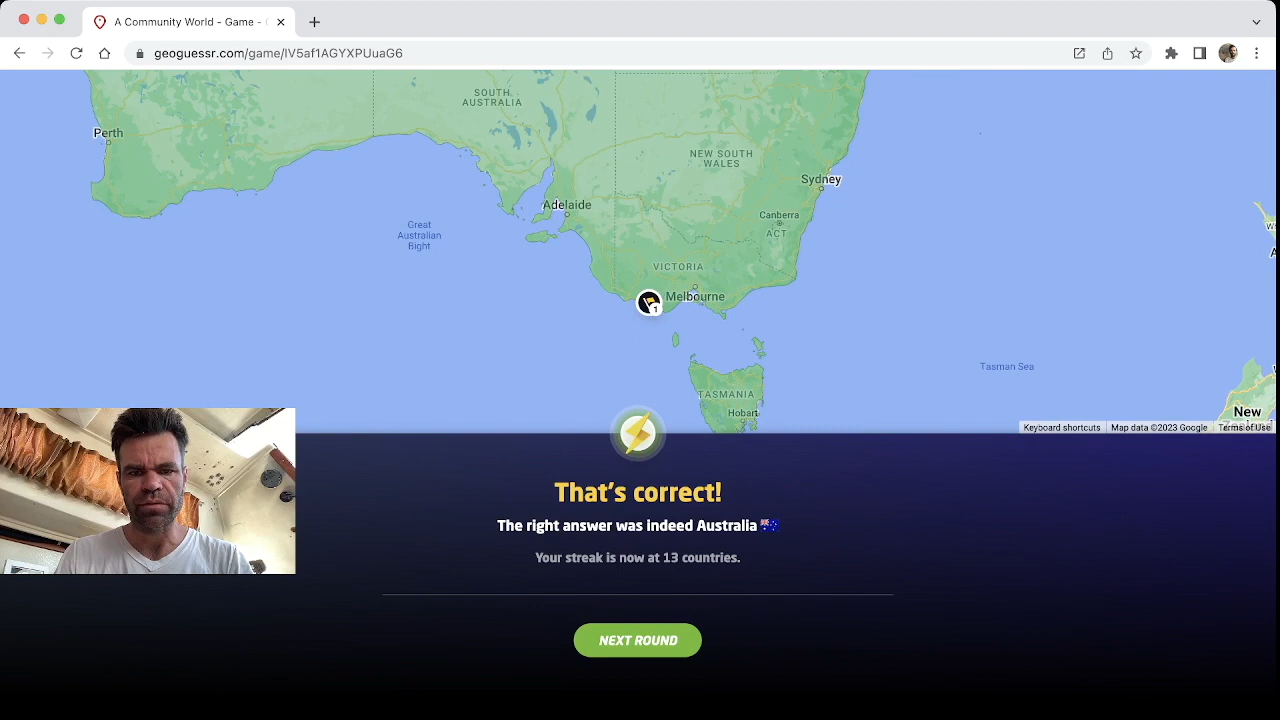 A Community World - Game -
geoguessr.com/game/IV5af1AGYXPUuaG6
SOUTH
AUSTRALIA
Perth
NEW SOUTH
WALES
Sydney
Adelaide
Canberra
ACT
Great
Australian
Bight
VICTORIA
Melbourne
1
Tasman Sea
TASMANIA
Hobart
New
Keyboard shortcuts
Map data ©2023 Google
Terms of Use
That's correct!
The right answer was indeed Australia
Your streak is now at 13 countries.
NEXT ROUND